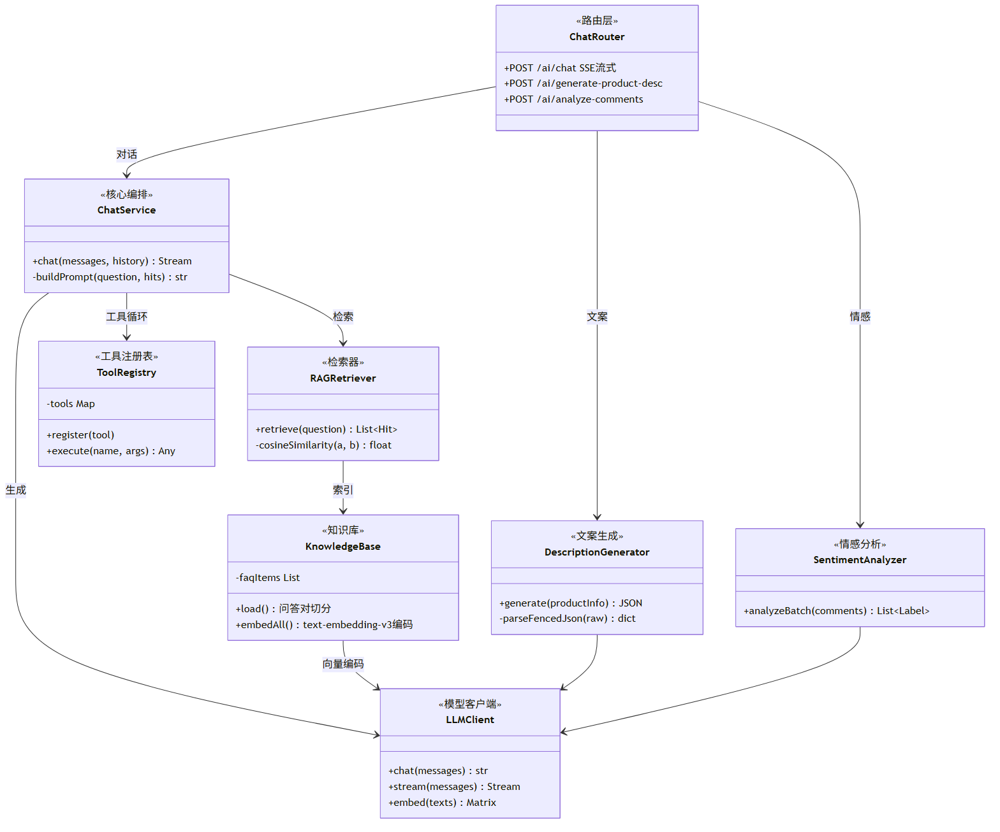 «路由层»
ChatRouter
+POST /ai/chat SSE流式
+POST /ai/generate-product-desc
+POST /ai/analyze-comments
对话
«核心编排»
ChatService
+chat(messages, history) : Stream
-buildPrompt(question, hits) : str
工具循环
检索
文案
情感
«工具注册表»
ToolRegistry
-tools Map
+register(tool)
+execute(name, args) : Any
«检索器»
RAGRetriever
+retrieve(question) : List<Hit>
-cosineSimilarity(a, b) : float
生成
索引
«知识库»
KnowledgeBase
-faqItems List
+load() : 问答对切分
+embedAll() : text-embedding-v3编码
«文案生成»
DescriptionGenerator
+generate(productInfo) : JSON
-parseFencedJson(raw) : dict
«情感分析»
SentimentAnalyzer
+analyzeBatch(comments) : List<Label>
向量编码
«模型客户端»
LLMClient
+chat(messages) : str
+stream(messages) : Stream
+embed(texts) : Matrix